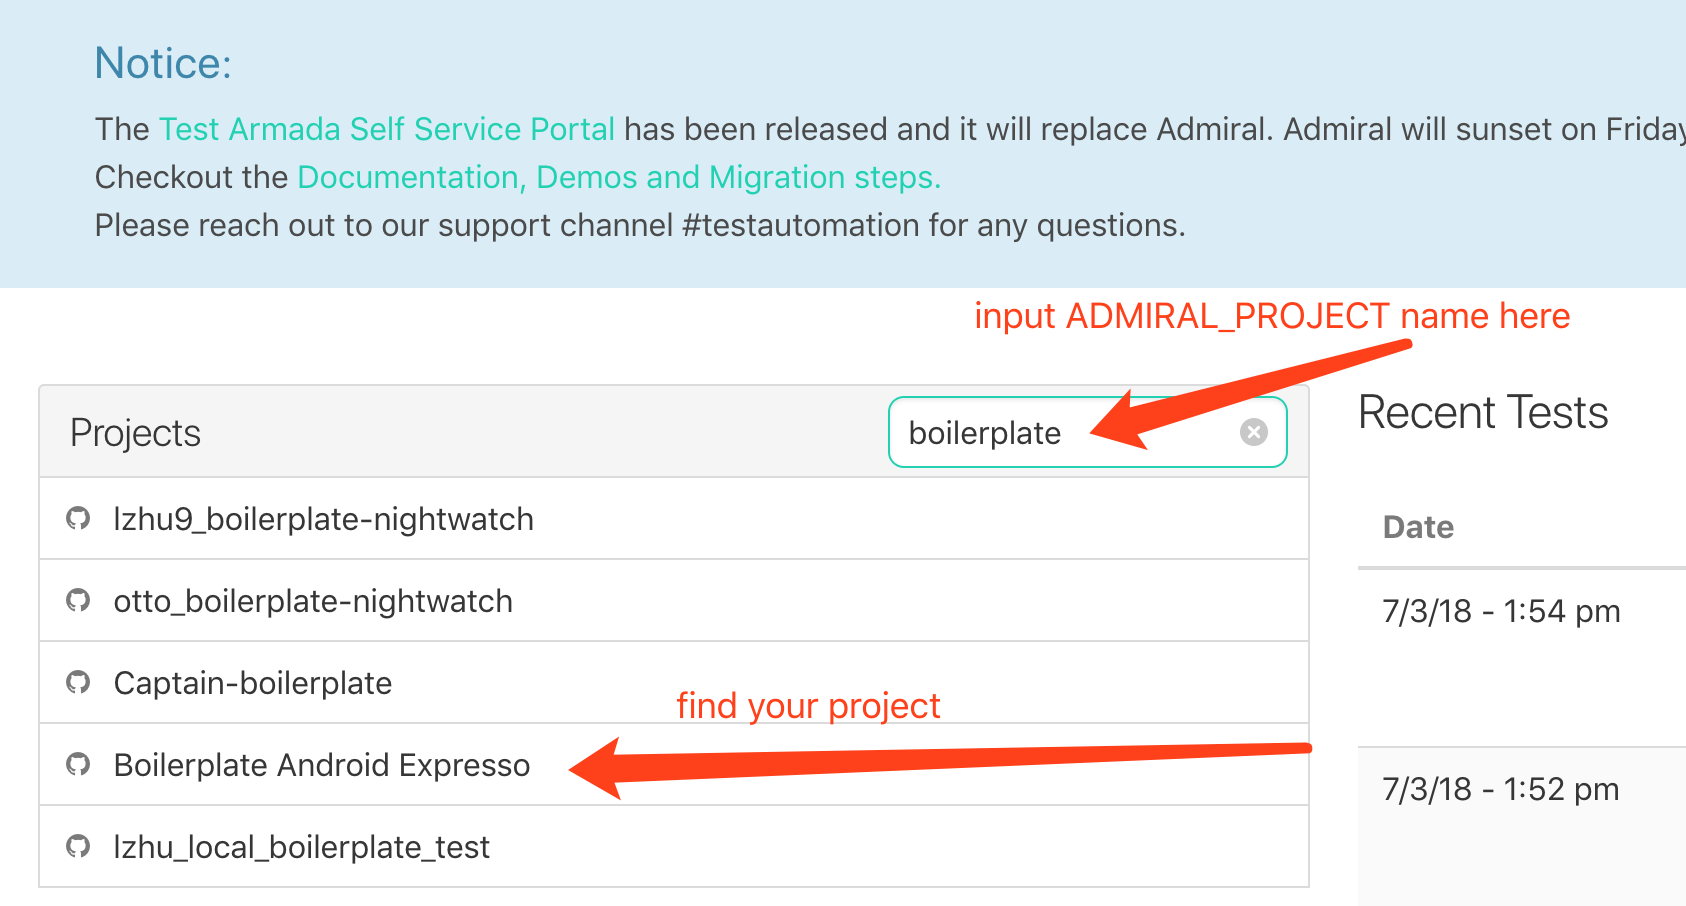 Notice:
The Test Armada Self Service Portal has been released and it will replace Admiral. Admiral will sunset on Friday
Checkout the Documentation, Demos and Migration steps.
Please reach out to our support channel #testautomation for any questions.
input ADMIRAL_PROJECT name here
Projects
boilerplate
lzhu9_boilerplate-nightwatch
otto_boilerplate-nightwatch
Captain-boilerplate
find your project
Boilerplate Android Expresso
lzhu_local_boilerplate_test
Recent Tests
Date
7/3/18 - 1:54 pm
7/3/18 - 1:52 pm